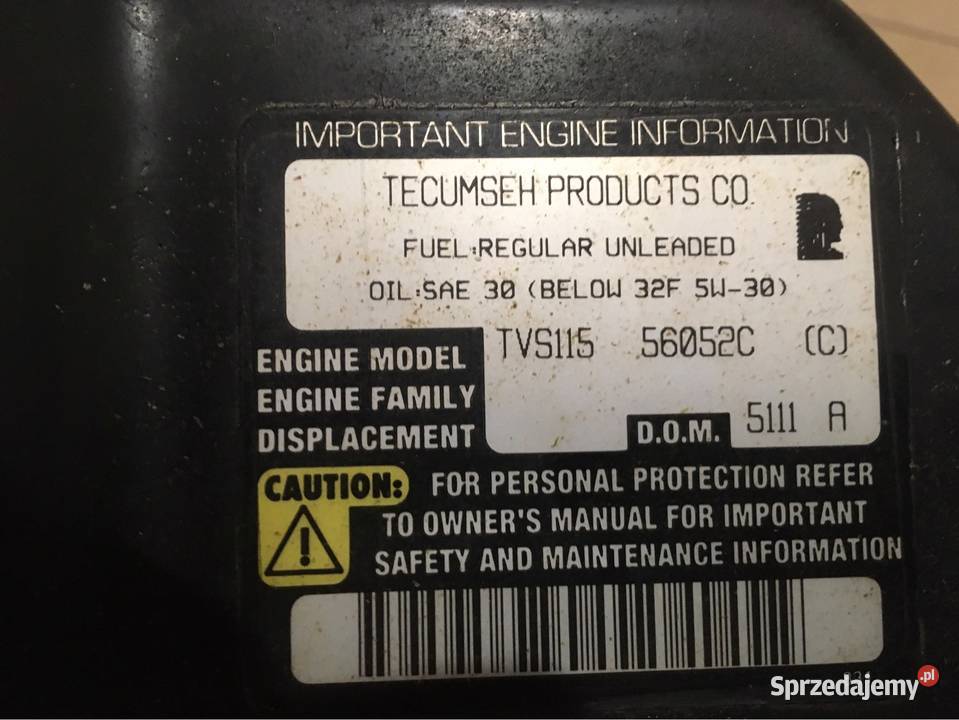 IMPORTANT ENGINE INFORMATION
TECUMSEH PRODUCTS CO.
FUEL:REGULAR UNLEADED
OIL:SAE 30 (BELOW 32F 5W-30)
ENGINE MODEL TVS115 56052C (C)
ENGINE FAMILY
DISPLACEMENT D.O.M. 5111 A
CAUTION: FOR PERSONAL PROTECTION REFER
TO OWNER'S MANUAL FOR IMPORTANT
SAFETY AND MAINTENANCE INFORMATION
Sprzedajemy.pl